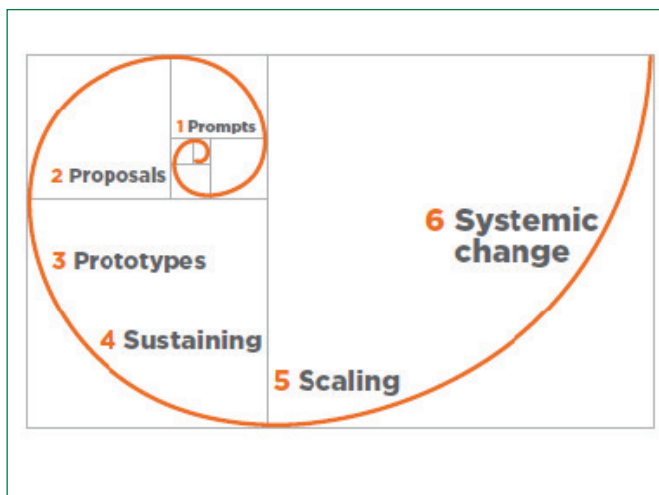 1 Prompts
2 Proposals
3 Prototypes
4 Sustaining
5 Scaling
6 Systemic
change